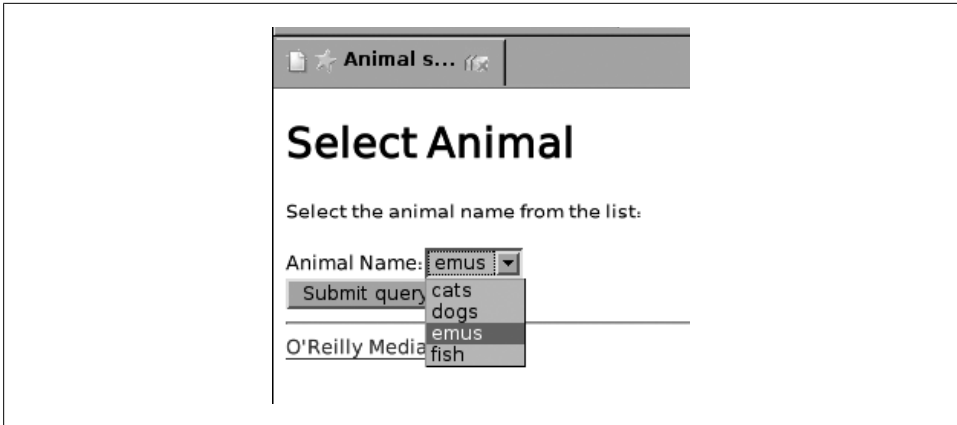 Animal s...
Select Animal
Select the animal name from the list:
Animal Name: emus
Submit query
cats
dogs
emus
fish
O'Reilly Media